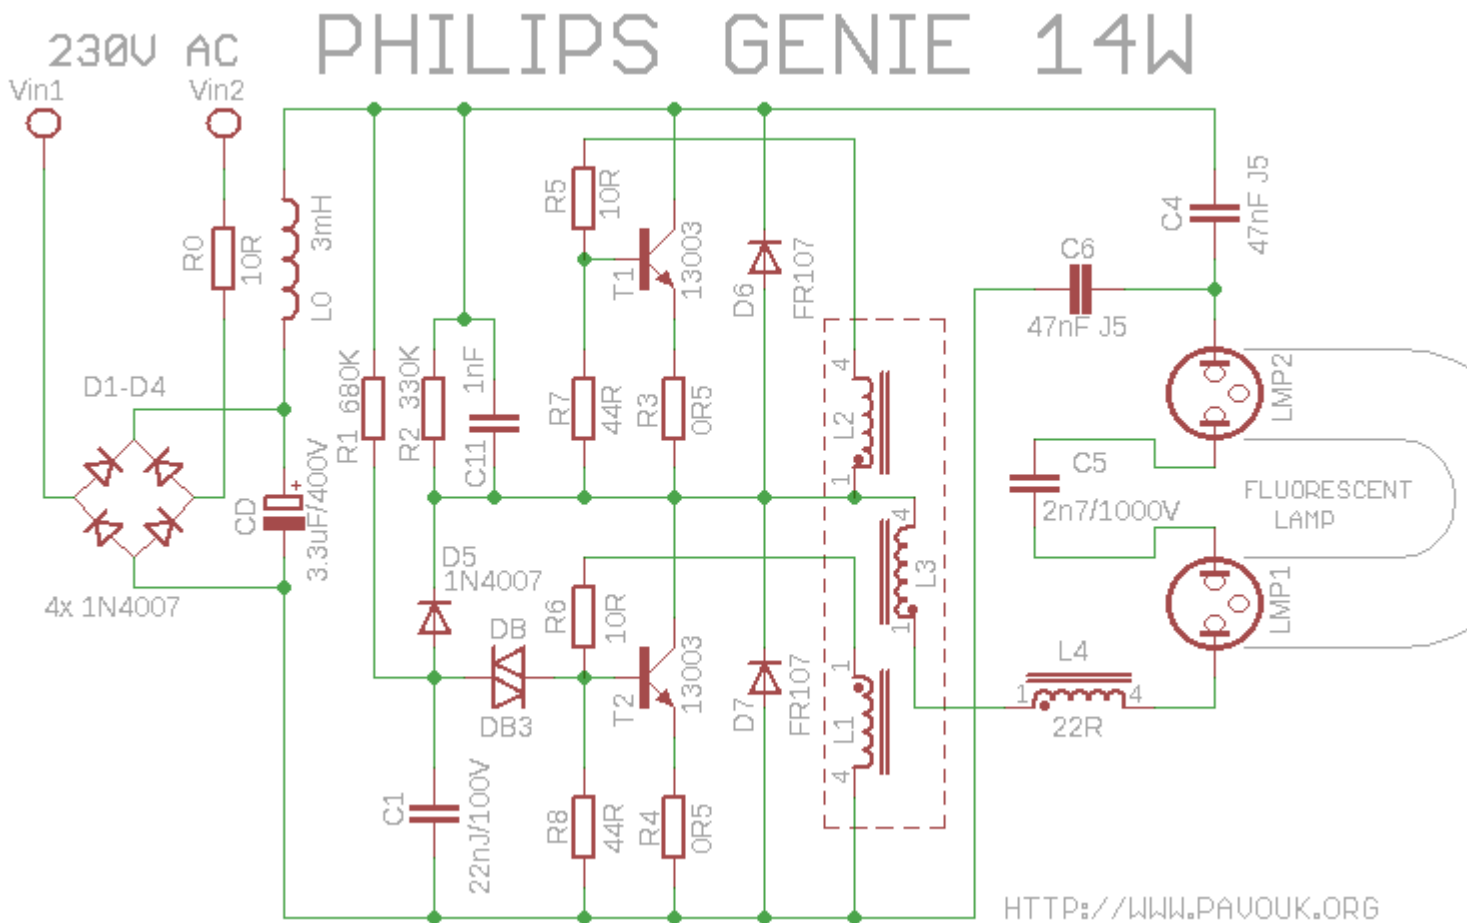 PHILIPS GENIE 14W
230V AC
Vin1
Vin2
R0
10R
3mH
L0
D1-D4
4x 1N4007
CD
+
3.3uF/400V
R1
680K
R2
330K
C11
1nF
R5
10R
T1
13003
R7
44R
R3
0R5
D6
FR107
D5
1N4007
DB
DB3
C1
22nJ/100V
R6
10R
T2
13003
R8
44R
R4
0R5
D7
FR107
4
L2
1
4
L3
1
1
L1
4
C4
47nF J5
C6
47nF J5
LMP2
C5
2n7/1000V
FLUORESCENT
LAMP
LMP1
L4
1
4
22R
HTTP://WWW.PAVOUK.ORG